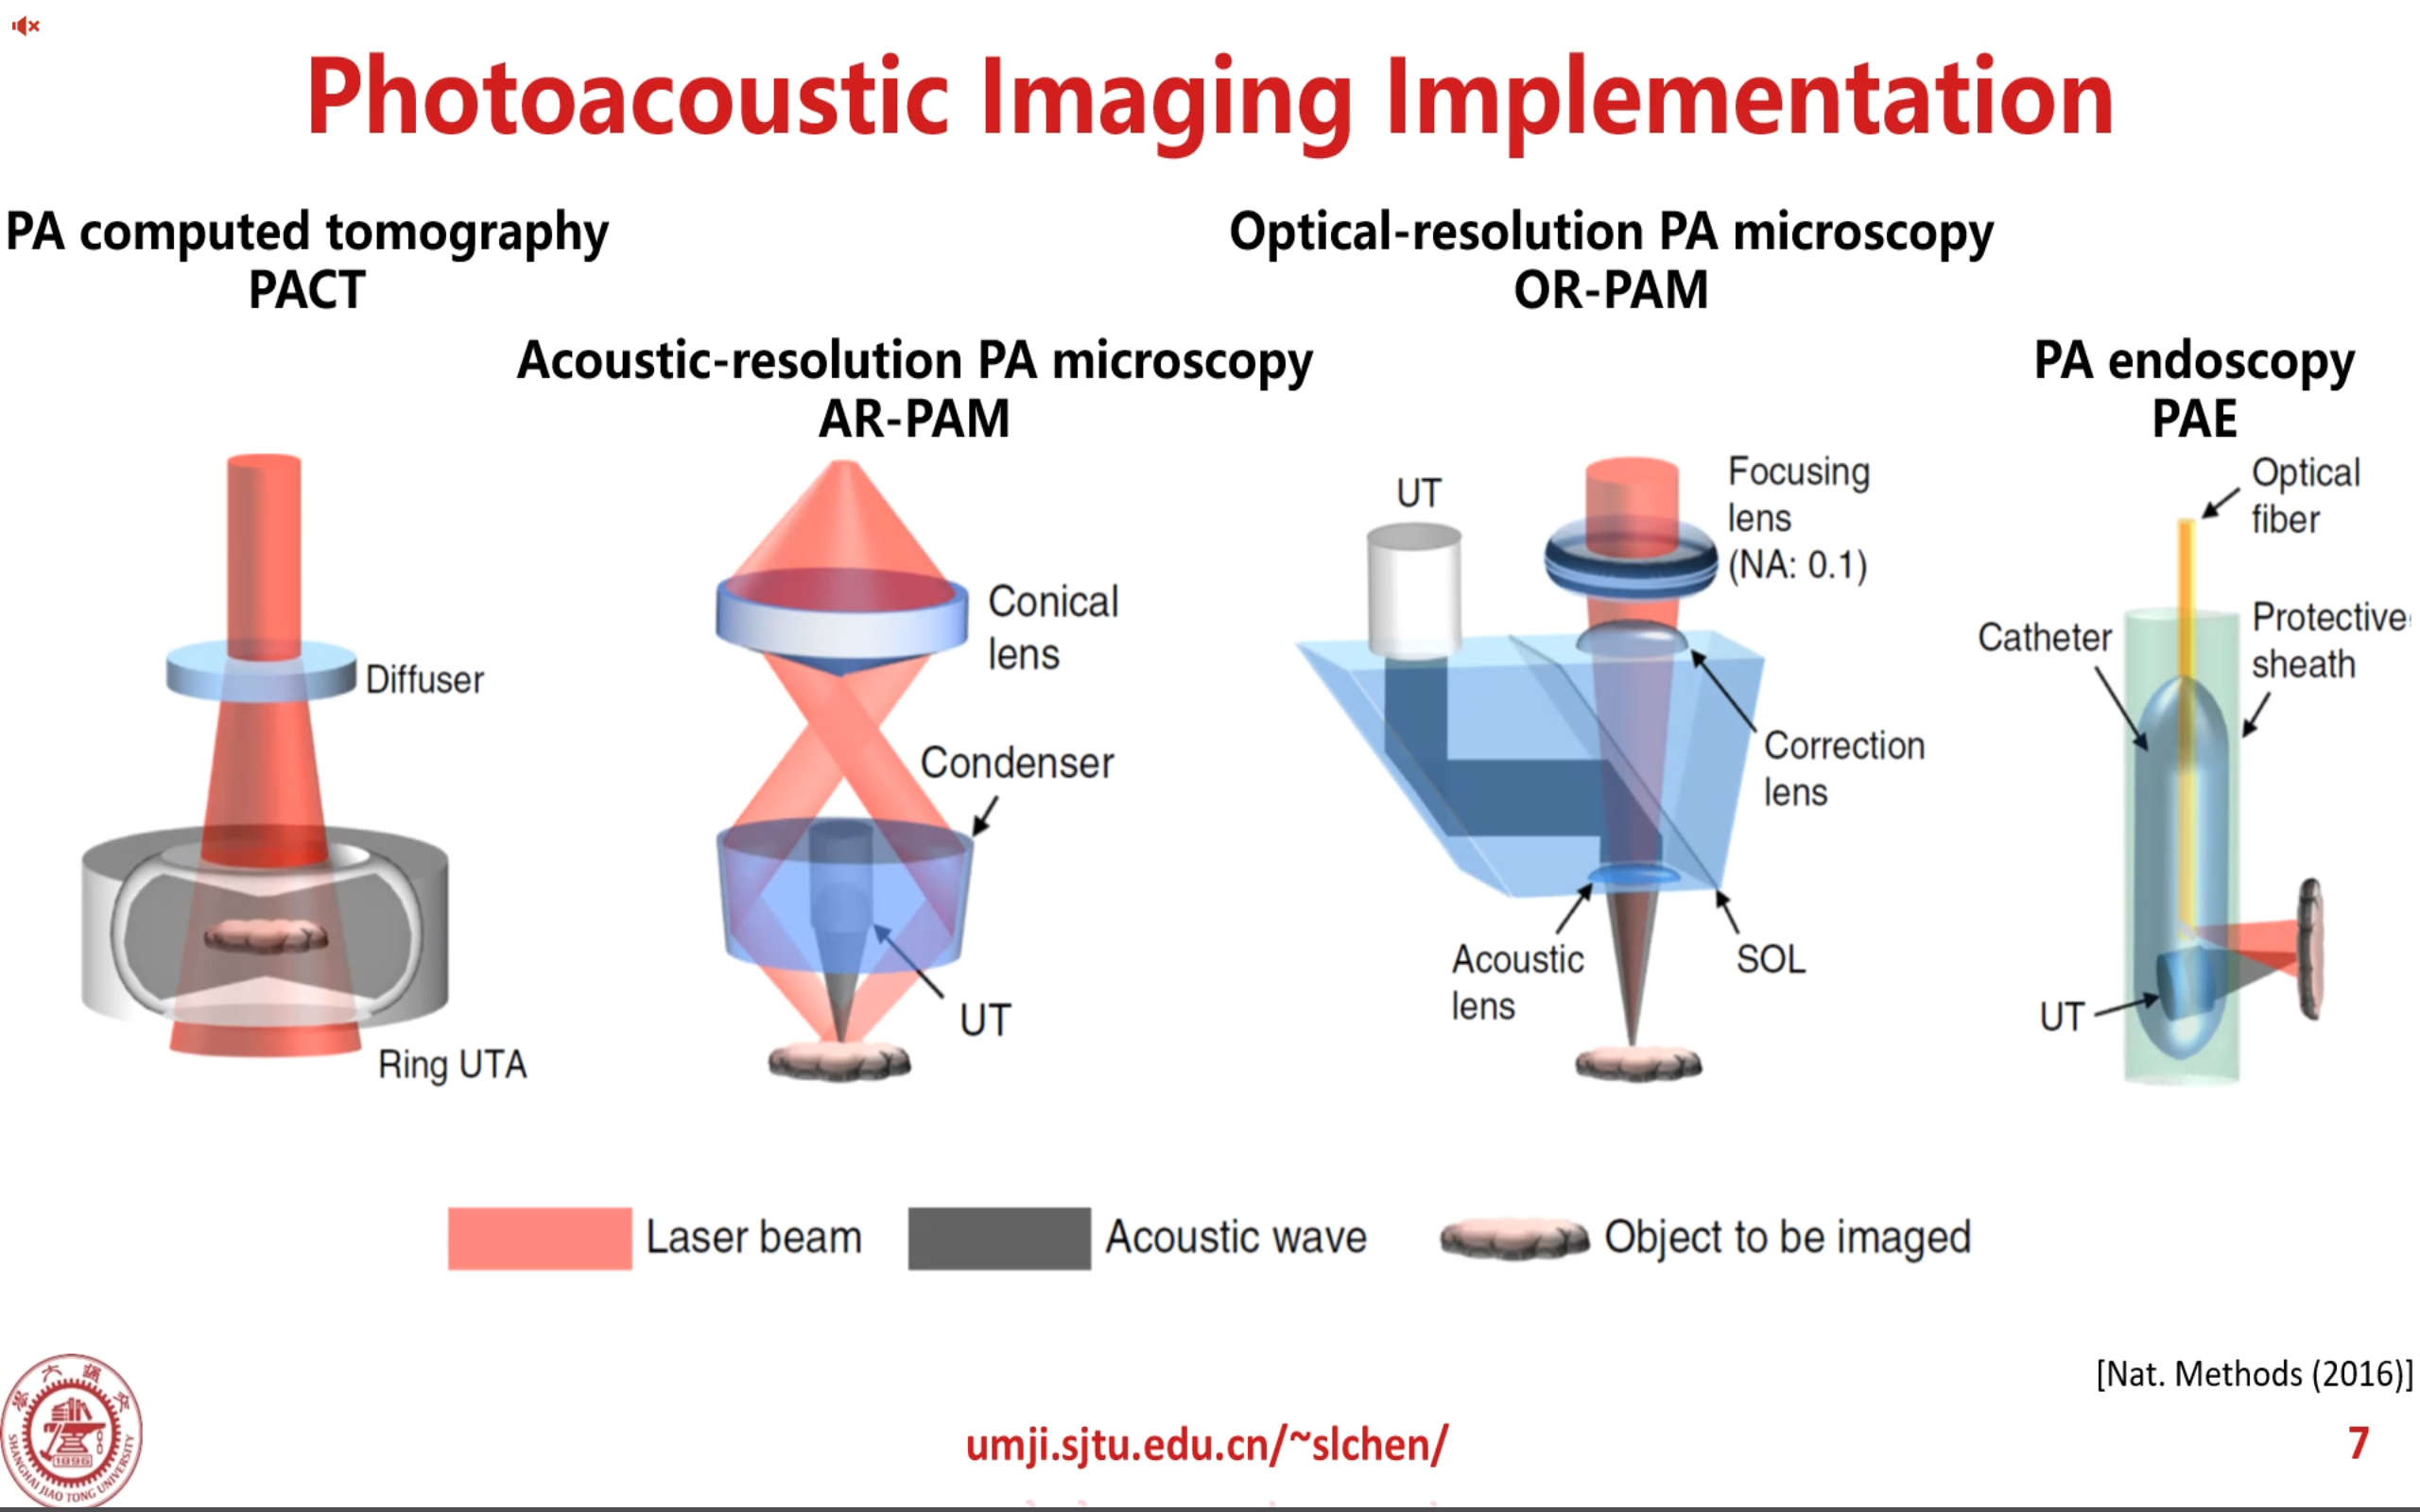 Photoacoustic Imaging Implementation
PA computed tomography
PACT
Acoustic-resolution PA microscopy
AR-PAM
Optical-resolution PA microscopy
OR-PAM
PA endoscopy
PAE
Diffuser
Ring UTA
Conical
lens
Condenser
UT
UT
Focusing
lens
(NA: 0.1)
Correction
lens
Acoustic
lens
SOL
Optical
fiber
Catheter
Protective
sheath
UT
Laser beam
Acoustic wave
Object to be imaged
[Nat. Methods (2016)]
SHANGHAI JIAO TONG UNIVERSITY
1896
umji.sjtu.edu.cn/~slchen/
7